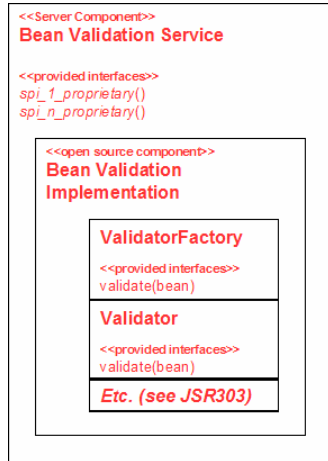 <<Server Component>>
Bean Validation Service
<<provided interfaces>>
spi_1_proprietary()
spi_n_proprietary()
<<open source component>>
Bean Validation
Implementation
ValidatorFactory
<<provided interfaces>>
validate(bean)
Validator
<<provided interfaces>>
validate(bean)
Etc. (see JSR303)